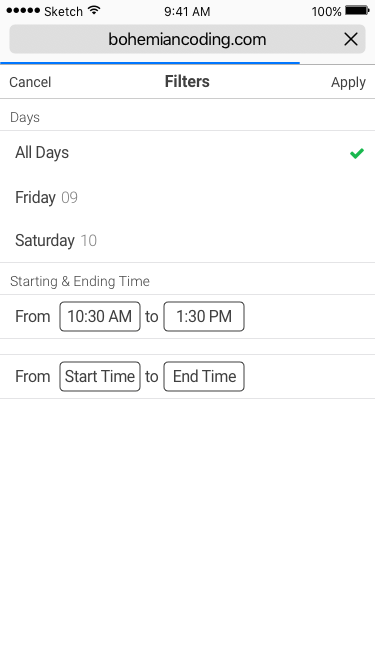 Sketch 9:41 AM 100%
bohemiancoding.com
Cancel Filters Apply
Days
All Days
Friday 09
Saturday 10
Starting & Ending Time
From 10:30 AM to 1:30 PM
From Start Time to End Time